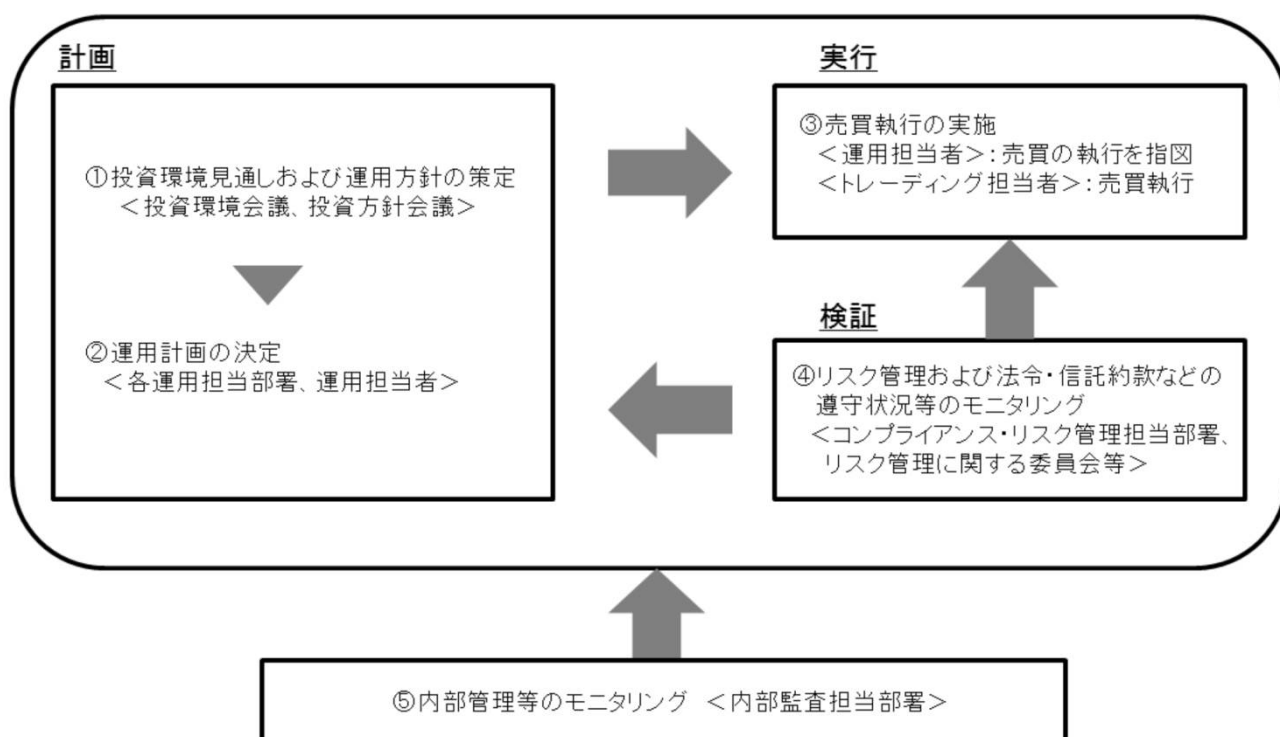 計画
①投資環境見通しおよび運用方針の策定
＜投資環境会議、投資方針会議＞
②運用計画の決定
＜各運用担当部署、運用担当者＞
実行
③売買執行の実施
＜運用担当者＞：売買の執行を指図
＜トレーディング担当者＞：売買執行
検証
④リスク管理および法令・信託約款などの
遵守状況等のモニタリング
＜コンプライアンス・リスク管理担当部署、
リスク管理に関する委員会等＞
⑤内部管理等のモニタリング ＜内部監査担当部署＞